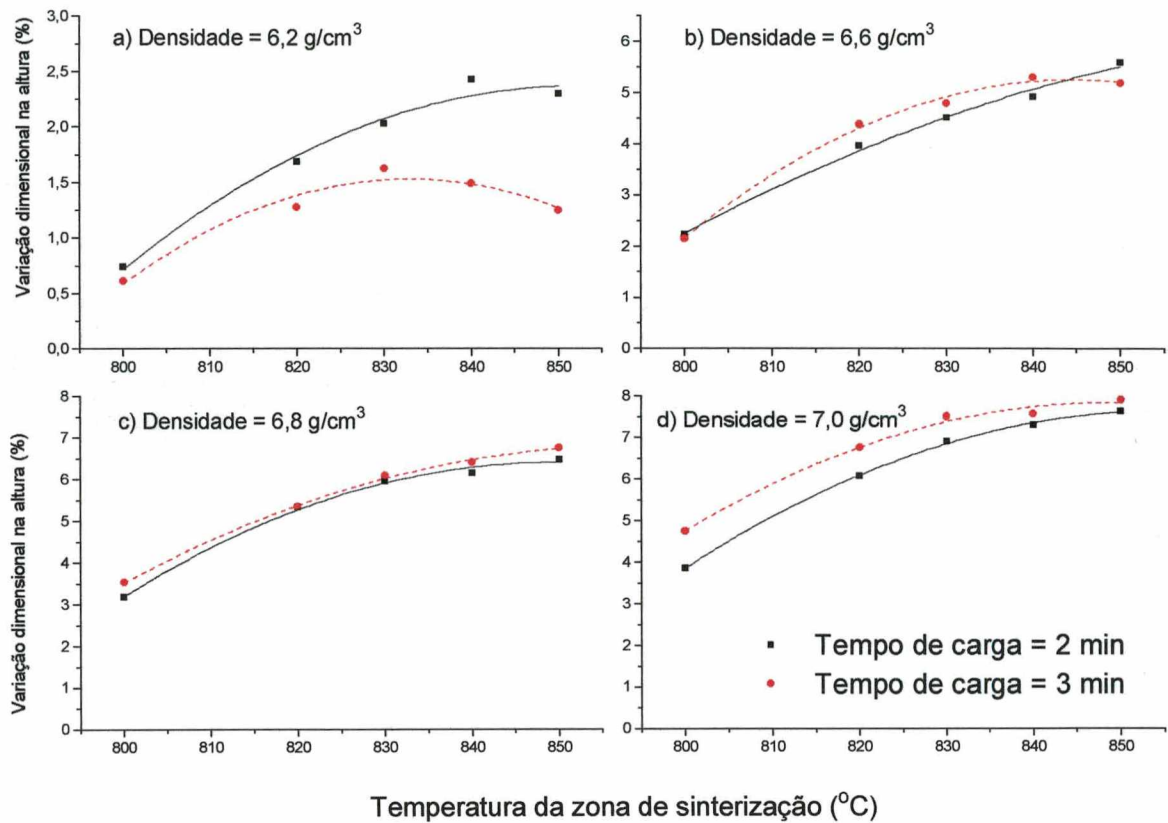 a) Densidade = 6,2 g/cm³
Variação dimensional na altura (%)
3,0
2,5
2,0
1,5
1,0
0,5
0,0
800 810 820 830 840 850
b) Densidade = 6,6 g/cm³
6
5
4
3
2
1
0
800 810 820 830 840 850
c) Densidade = 6,8 g/cm³
Variação dimensional na altura (%)
8
7
6
5
4
3
2
1
0
800 810 820 830 840 850
d) Densidade = 7,0 g/cm³
8
7
6
5
4
3
2
1
0
Tempo de carga = 2 min
Tempo de carga = 3 min
800 810 820 830 840 850
Temperatura da zona de sinterização (°C)